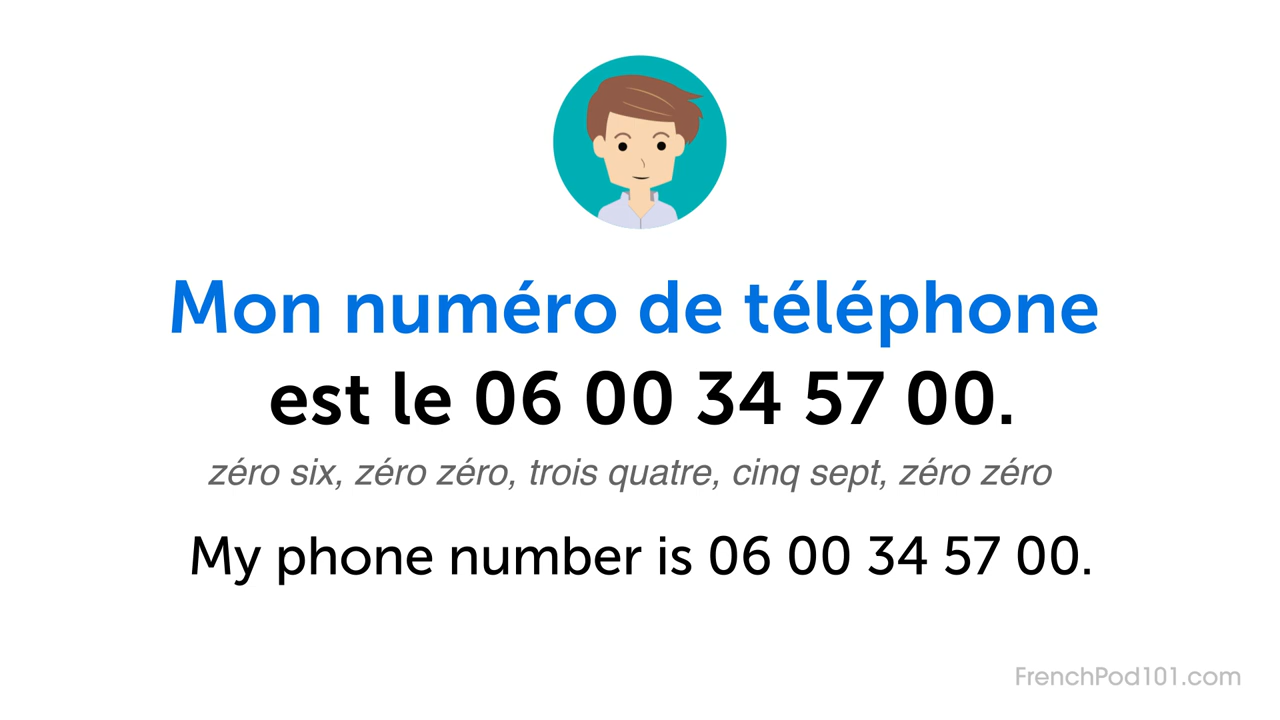 Mon numéro de téléphone
est le 06 00 34 57 00.
zéro six, zéro zéro, trois quatre, cinq sept, zéro zéro
My phone number is 06 00 34 57 00.
FrenchPod101.com